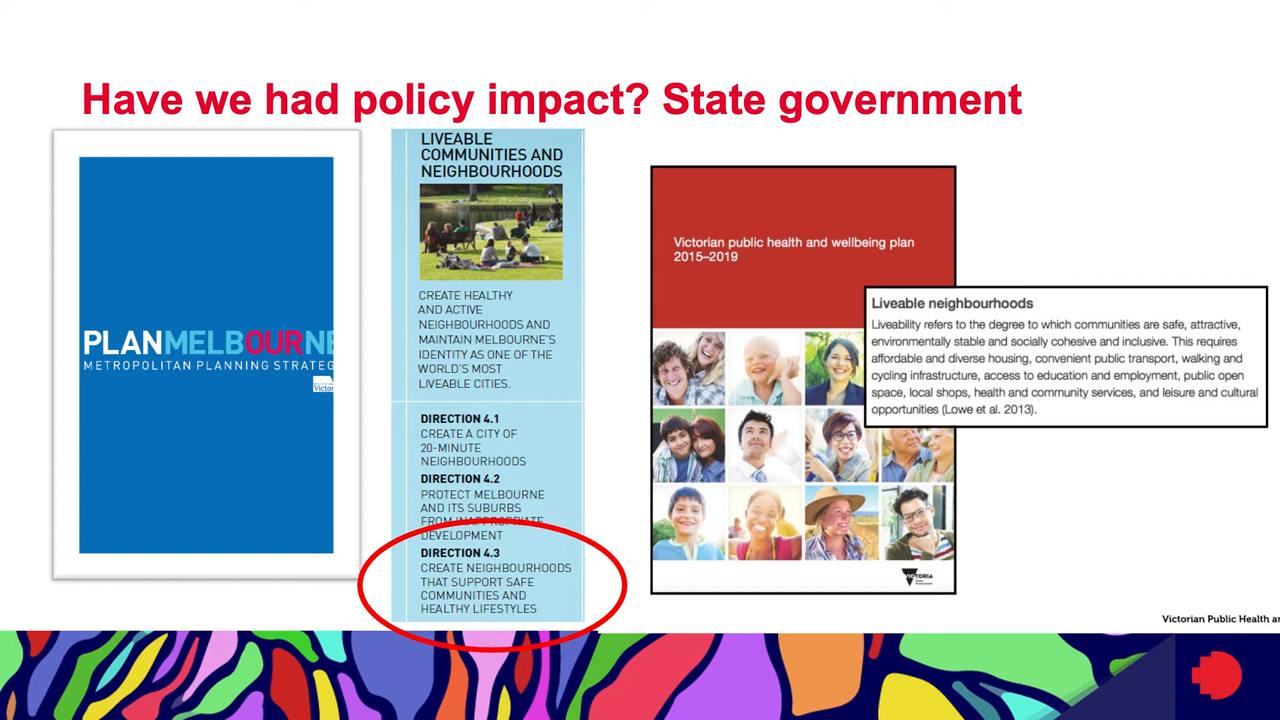 Have we had policy impact? State government
PLANMELBOURNE
METROPOLITAN PLANNING STRATEG
Victor
LIVEABLE
COMMUNITIES AND
NEIGHBOURHOODS
CREATE HEALTHY
AND ACTIVE
NEIGHBOURHOODS AND
MAINTAIN MELBOURNE'S
IDENTITY AS ONE OF THE
WORLD'S MOST
LIVEABLE CITIES.
DIRECTION 4.1
CREATE A CITY OF
20-MINUTE
NEIGHBOURHOODS
DIRECTION 4.2
PROTECT MELBOURNE
AND ITS SUBURBS
FROM INAPPROPRIATE
DEVELOPMENT
DIRECTION 4.3
CREATE NEIGHBOURHOODS
THAT SUPPORT SAFE
COMMUNITIES AND
HEALTHY LIFESTYLES
Victorian public health and wellbeing plan
2015–2019
Liveable neighbourhoods
Liveability refers to the degree to which communities are safe, attractive,
environmentally stable and socially cohesive and inclusive. This requires
affordable and diverse housing, convenient public transport, walking and
cycling infrastructure, access to education and employment, public open
space, local shops, health and community services, and leisure and cultural
opportunities (Lowe et al. 2013).
VICTORIA
Victorian Public Health an